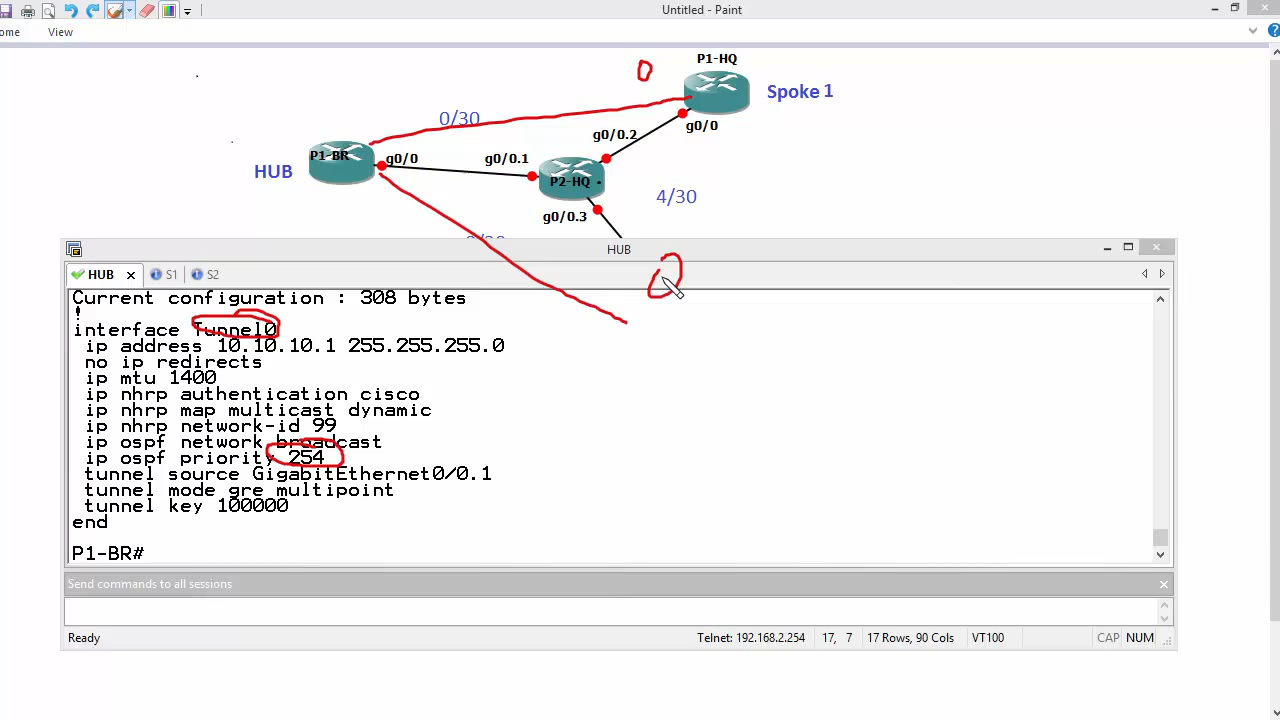 Untitled - Paint
ome View
P1-HQ
0
Spoke 1
0/30
g0/0
g0/0.2
P1-BR
g0/0
g0/0.1
HUB
P2-HQ
4/30
g0/0.3
HUB
HUB S1 S2
Current configuration : 308 bytes
!
interface Tunnel0
ip address 10.10.10.1 255.255.255.0
no ip redirects
ip mtu 1400
ip nhrp authentication cisco
ip nhrp map multicast dynamic
ip nhrp network-id 99
ip ospf network broadcast
ip ospf priority 254
tunnel source GigabitEthernet0/0.1
tunnel mode gre multipoint
tunnel key 100000
end
P1-BR#
Send commands to all sessions
Ready Telnet: 192.168.2.254 17, 7 17 Rows, 90 Cols VT100 CAP NUM